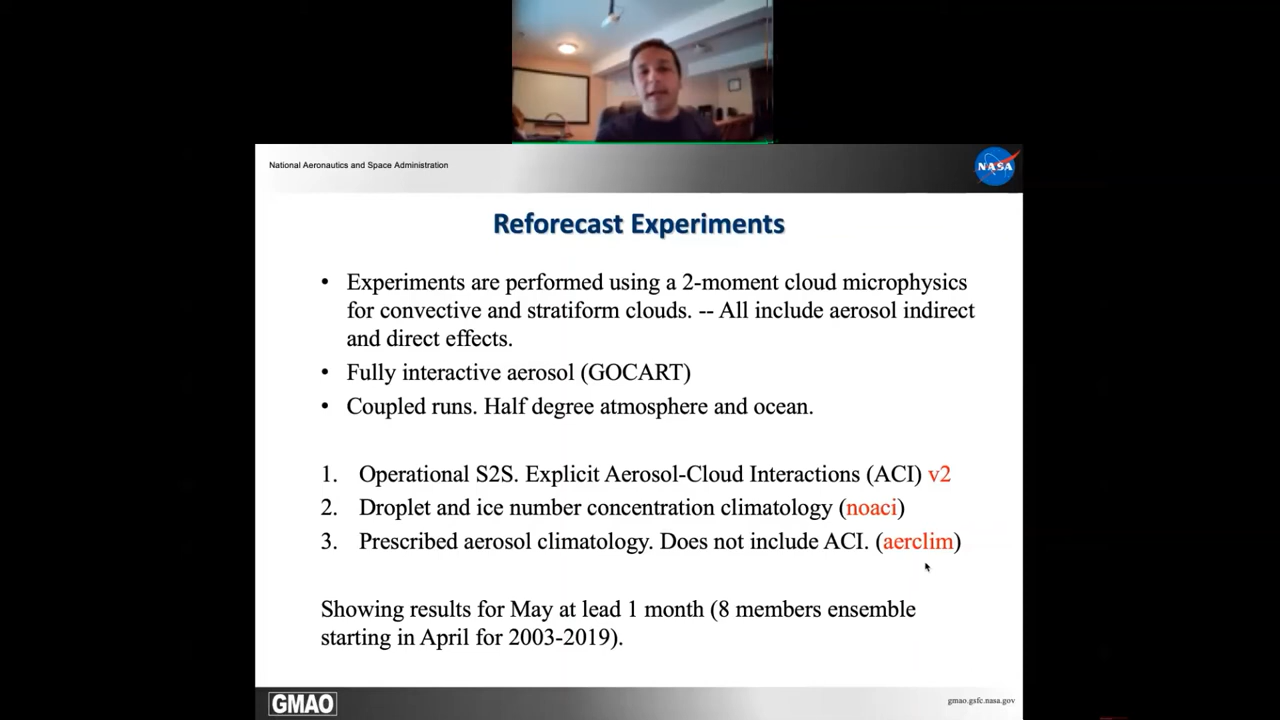 National Aeronautics and Space Administration
NASA
Reforecast Experiments
• Experiments are performed using a 2-moment cloud microphysics
for convective and stratiform clouds. -- All include aerosol indirect
and direct effects.
• Fully interactive aerosol (GOCART)
• Coupled runs. Half degree atmosphere and ocean.
1. Operational S2S. Explicit Aerosol-Cloud Interactions (ACI) v2
2. Droplet and ice number concentration climatology (noaci)
3. Prescribed aerosol climatology. Does not include ACI. (aerclim)
Showing results for May at lead 1 month (8 members ensemble
starting in April for 2003-2019).
GMAO
gmao.gsfc.nasa.gov